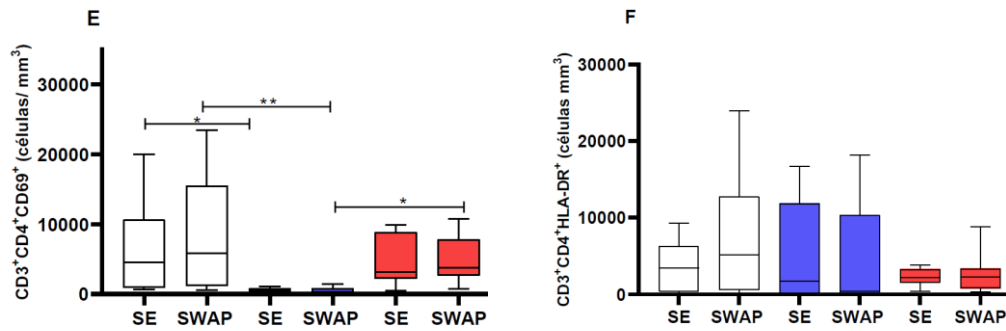 E
CD3⁺CD4⁺CD69⁺ (células/ mm³)
30000
20000
10000
0
*
**
*
SE SWAP SE SWAP SE SWAP
F
CD3⁺CD4⁺HLA-DR⁺ (células mm³)
30000
20000
10000
0
SE SWAP SE SWAP SE SWAP